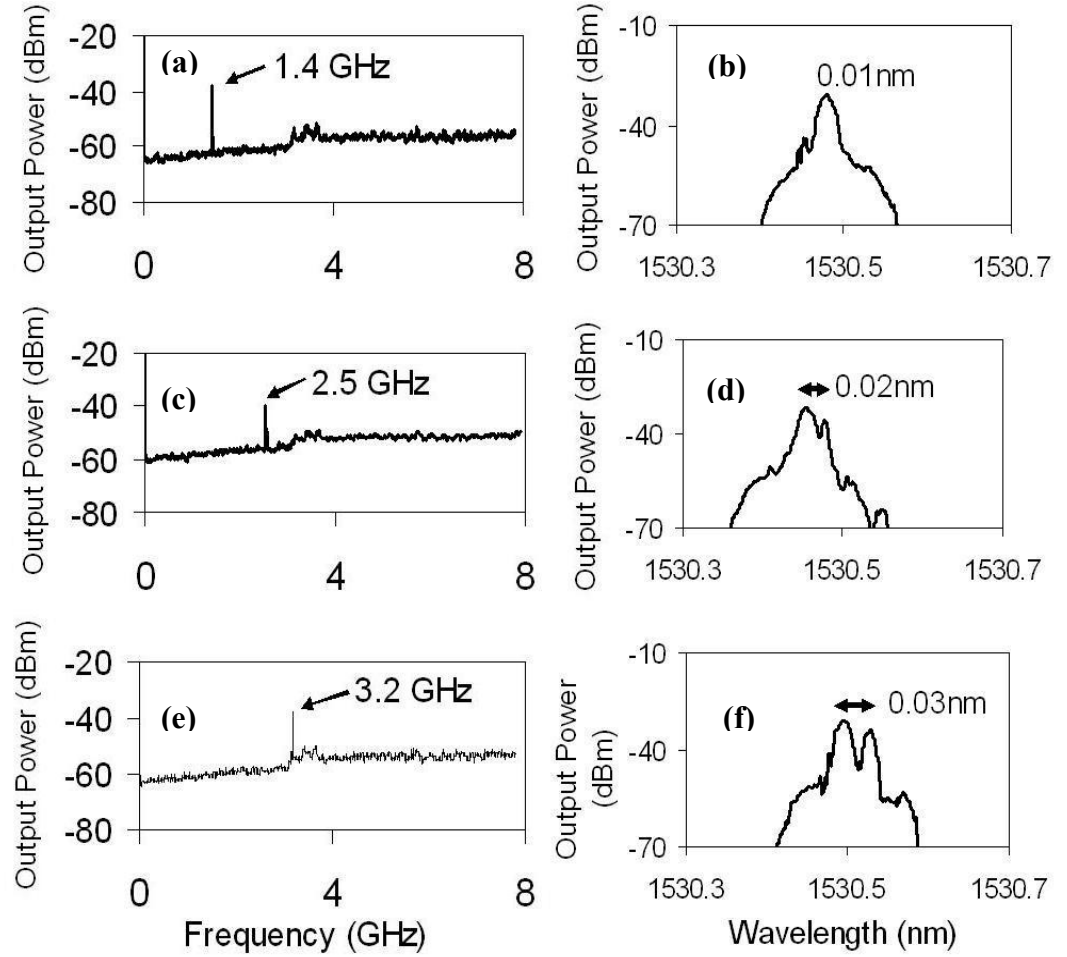 Output Power (dBm)
-20
-40
-60
-80
(a)
1.4 GHz
0
4
8
Output Power (dBm)
-10
-40
-70
(b)
0.01nm
1530.3
1530.5
1530.7
Output Power (dBm)
-20
-40
-60
-80
(c)
2.5 GHz
0
4
8
Output Power (dBm)
-10
-40
-70
(d)
0.02nm
1530.3
1530.5
1530.7
Output Power (dBm)
-20
-40
-60
-80
(e)
3.2 GHz
0
4
8
Frequency (GHz)
Output Power
(dBm)
-10
-40
-70
(f)
0.03nm
1530.3
1530.5
1530.7
Wavelength (nm)